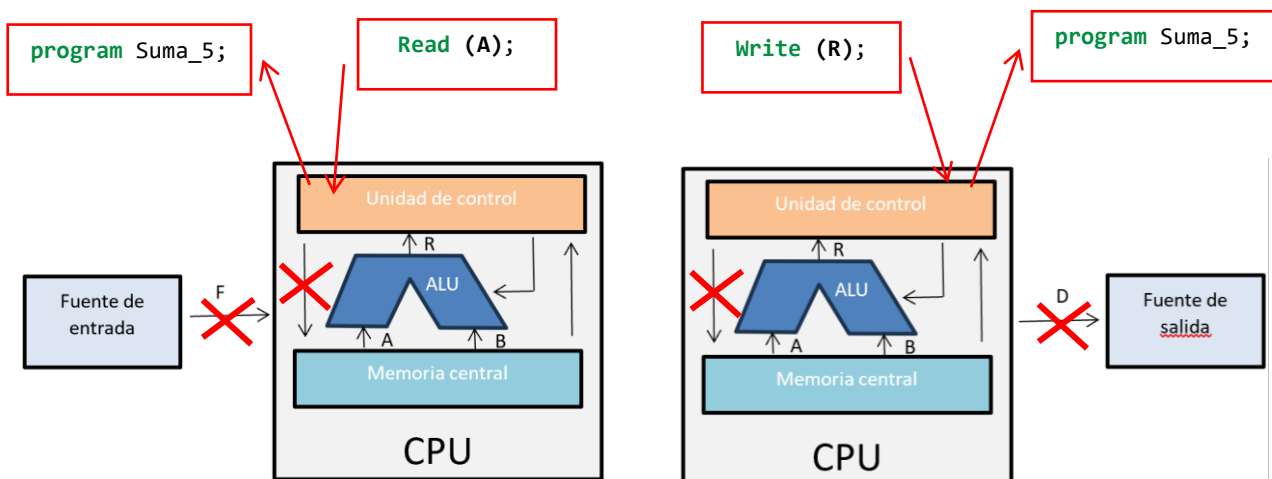 program Suma_5;
Read (A);
Write (R);
program Suma_5;
Unidad de control
R
ALU
A
B
Memoria central
CPU
Fuente de
entrada
F
Unidad de control
R
ALU
A
B
Memoria central
CPU
D
Fuente de
salida